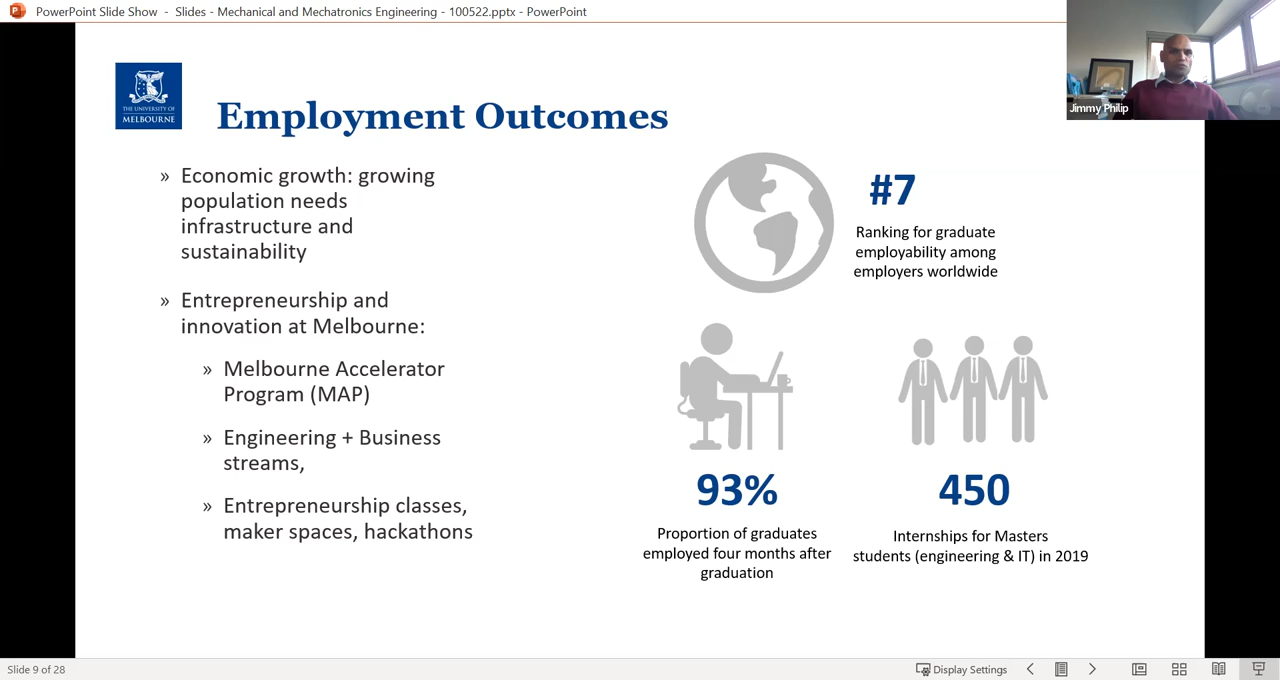 PowerPoint Slide Show - Slides - Mechanical and Mechatronics Engineering - 100522.pptx - PowerPoint
Jimmy Philip
THE UNIVERSITY OF
MELBOURNE
Employment Outcomes
» Economic growth: growing
population needs
infrastructure and
sustainability
» Entrepreneurship and
innovation at Melbourne:
» Melbourne Accelerator
Program (MAP)
» Engineering + Business
streams,
» Entrepreneurship classes,
maker spaces, hackathons
#7
Ranking for graduate
employability among
employers worldwide
93%
Proportion of graduates
employed four months after
graduation
450
Internships for Masters
students (engineering & IT) in 2019
Slide 9 of 28
Display Settings